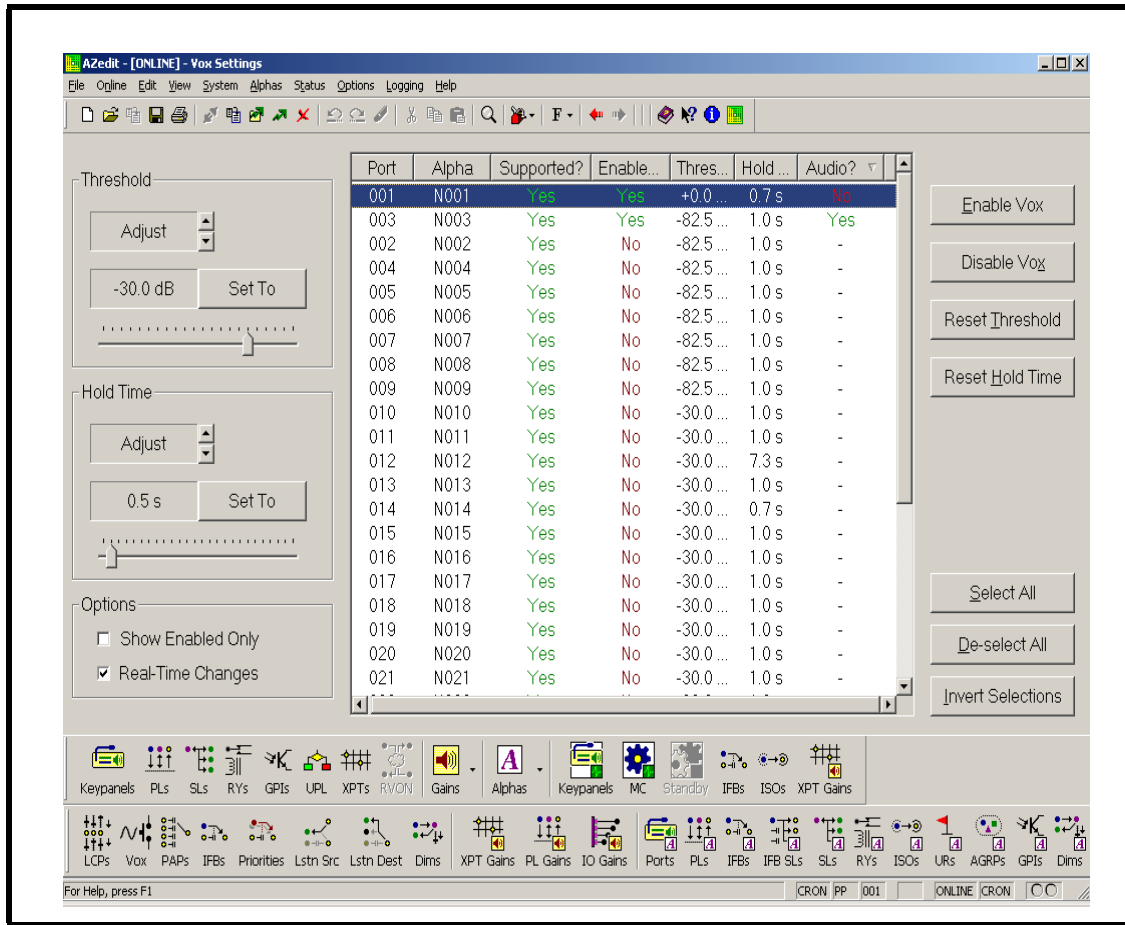 AZedit - [ONLINE] - Vox Settings
File Online Edit View System Alphas Status Options Logging Help
F
Threshold
Adjust
-30.0 dB Set To
Hold Time
Adjust
0.5 s Set To
Options
Show Enabled Only
Real-Time Changes
Port Alpha Supported? Enable... Thres... Hold ... Audio?
001 N001 Yes Yes +0.0 ... 0.7 s No
003 N003 Yes Yes -82.5 ... 1.0 s Yes
002 N002 Yes No -82.5 ... 1.0 s -
004 N004 Yes No -82.5 ... 1.0 s -
005 N005 Yes No -82.5 ... 1.0 s -
006 N006 Yes No -82.5 ... 1.0 s -
007 N007 Yes No -82.5 ... 1.0 s -
008 N008 Yes No -82.5 ... 1.0 s -
009 N009 Yes No -82.5 ... 1.0 s -
010 N010 Yes No -30.0 ... 1.0 s -
011 N011 Yes No -30.0 ... 1.0 s -
012 N012 Yes No -30.0 ... 7.3 s -
013 N013 Yes No -30.0 ... 1.0 s -
014 N014 Yes No -30.0 ... 0.7 s -
015 N015 Yes No -30.0 ... 1.0 s -
016 N016 Yes No -30.0 ... 1.0 s -
017 N017 Yes No -30.0 ... 1.0 s -
018 N018 Yes No -30.0 ... 1.0 s -
019 N019 Yes No -30.0 ... 1.0 s -
020 N020 Yes No -30.0 ... 1.0 s -
021 N021 Yes No -30.0 ... 1.0 s -
Enable Vox
Disable Vox
Reset Threshold
Reset Hold Time
Select All
De-select All
Invert Selections
Keypanels PLs SLs RYs GPIs UPL XPTs RVON Gains Alphas Keypanels MC Standby IFBs ISOs XPT Gains
LCPs Vox PAPs IFBs Priorities Lstn Src Lstn Dest Dims XPT Gains PL Gains IO Gains Ports PLs IFBs IFB SLs SLs RYs ISOs URs AGRPs GPIs Dims
For Help, press F1 CRON PP 001 ONLINE CRON